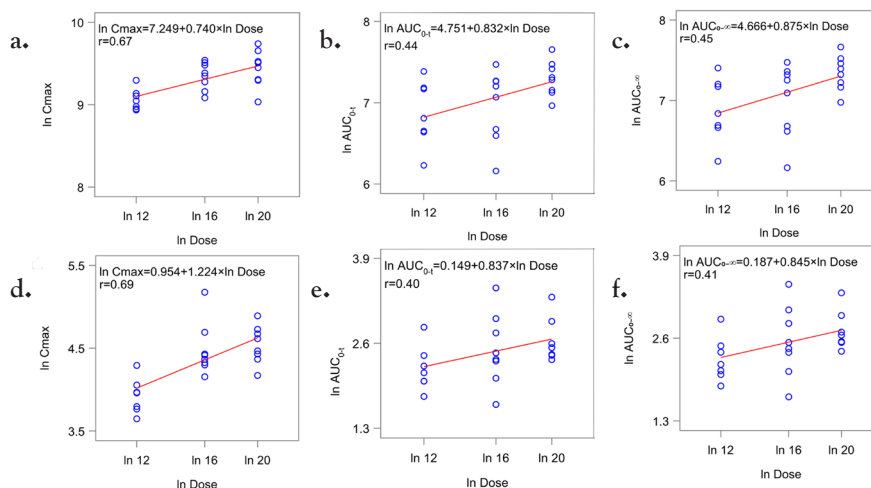 a.
ln Cmax=7.249+0.740×ln Dose
r=0.67
ln Cmax
10
9
8
ln 12 ln 16 ln 20
ln Dose
b.
ln AUC0-t=4.751+0.832×ln Dose
r=0.44
ln AUC0-t
8
7
6
ln 12 ln 16 ln 20
ln Dose
c.
ln AUC0-∞=4.666+0.875×ln Dose
r=0.45
ln AUC0-∞
8
7
6
ln 12 ln 16 ln 20
ln Dose
d.
ln Cmax=0.954+1.224×ln Dose
r=0.69
ln Cmax
5.5
4.5
3.5
ln 12 ln 16 ln 20
ln Dose
e.
ln AUC0-t=0.149+0.837×ln Dose
r=0.40
ln AUC0-t
3.9
2.6
1.3
ln 12 ln 16 ln 20
ln Dose
f.
ln AUC0-∞=0.187+0.845×ln Dose
r=0.41
ln AUC0-∞
3.9
2.6
1.3
ln 12 ln 16 ln 20
ln Dose